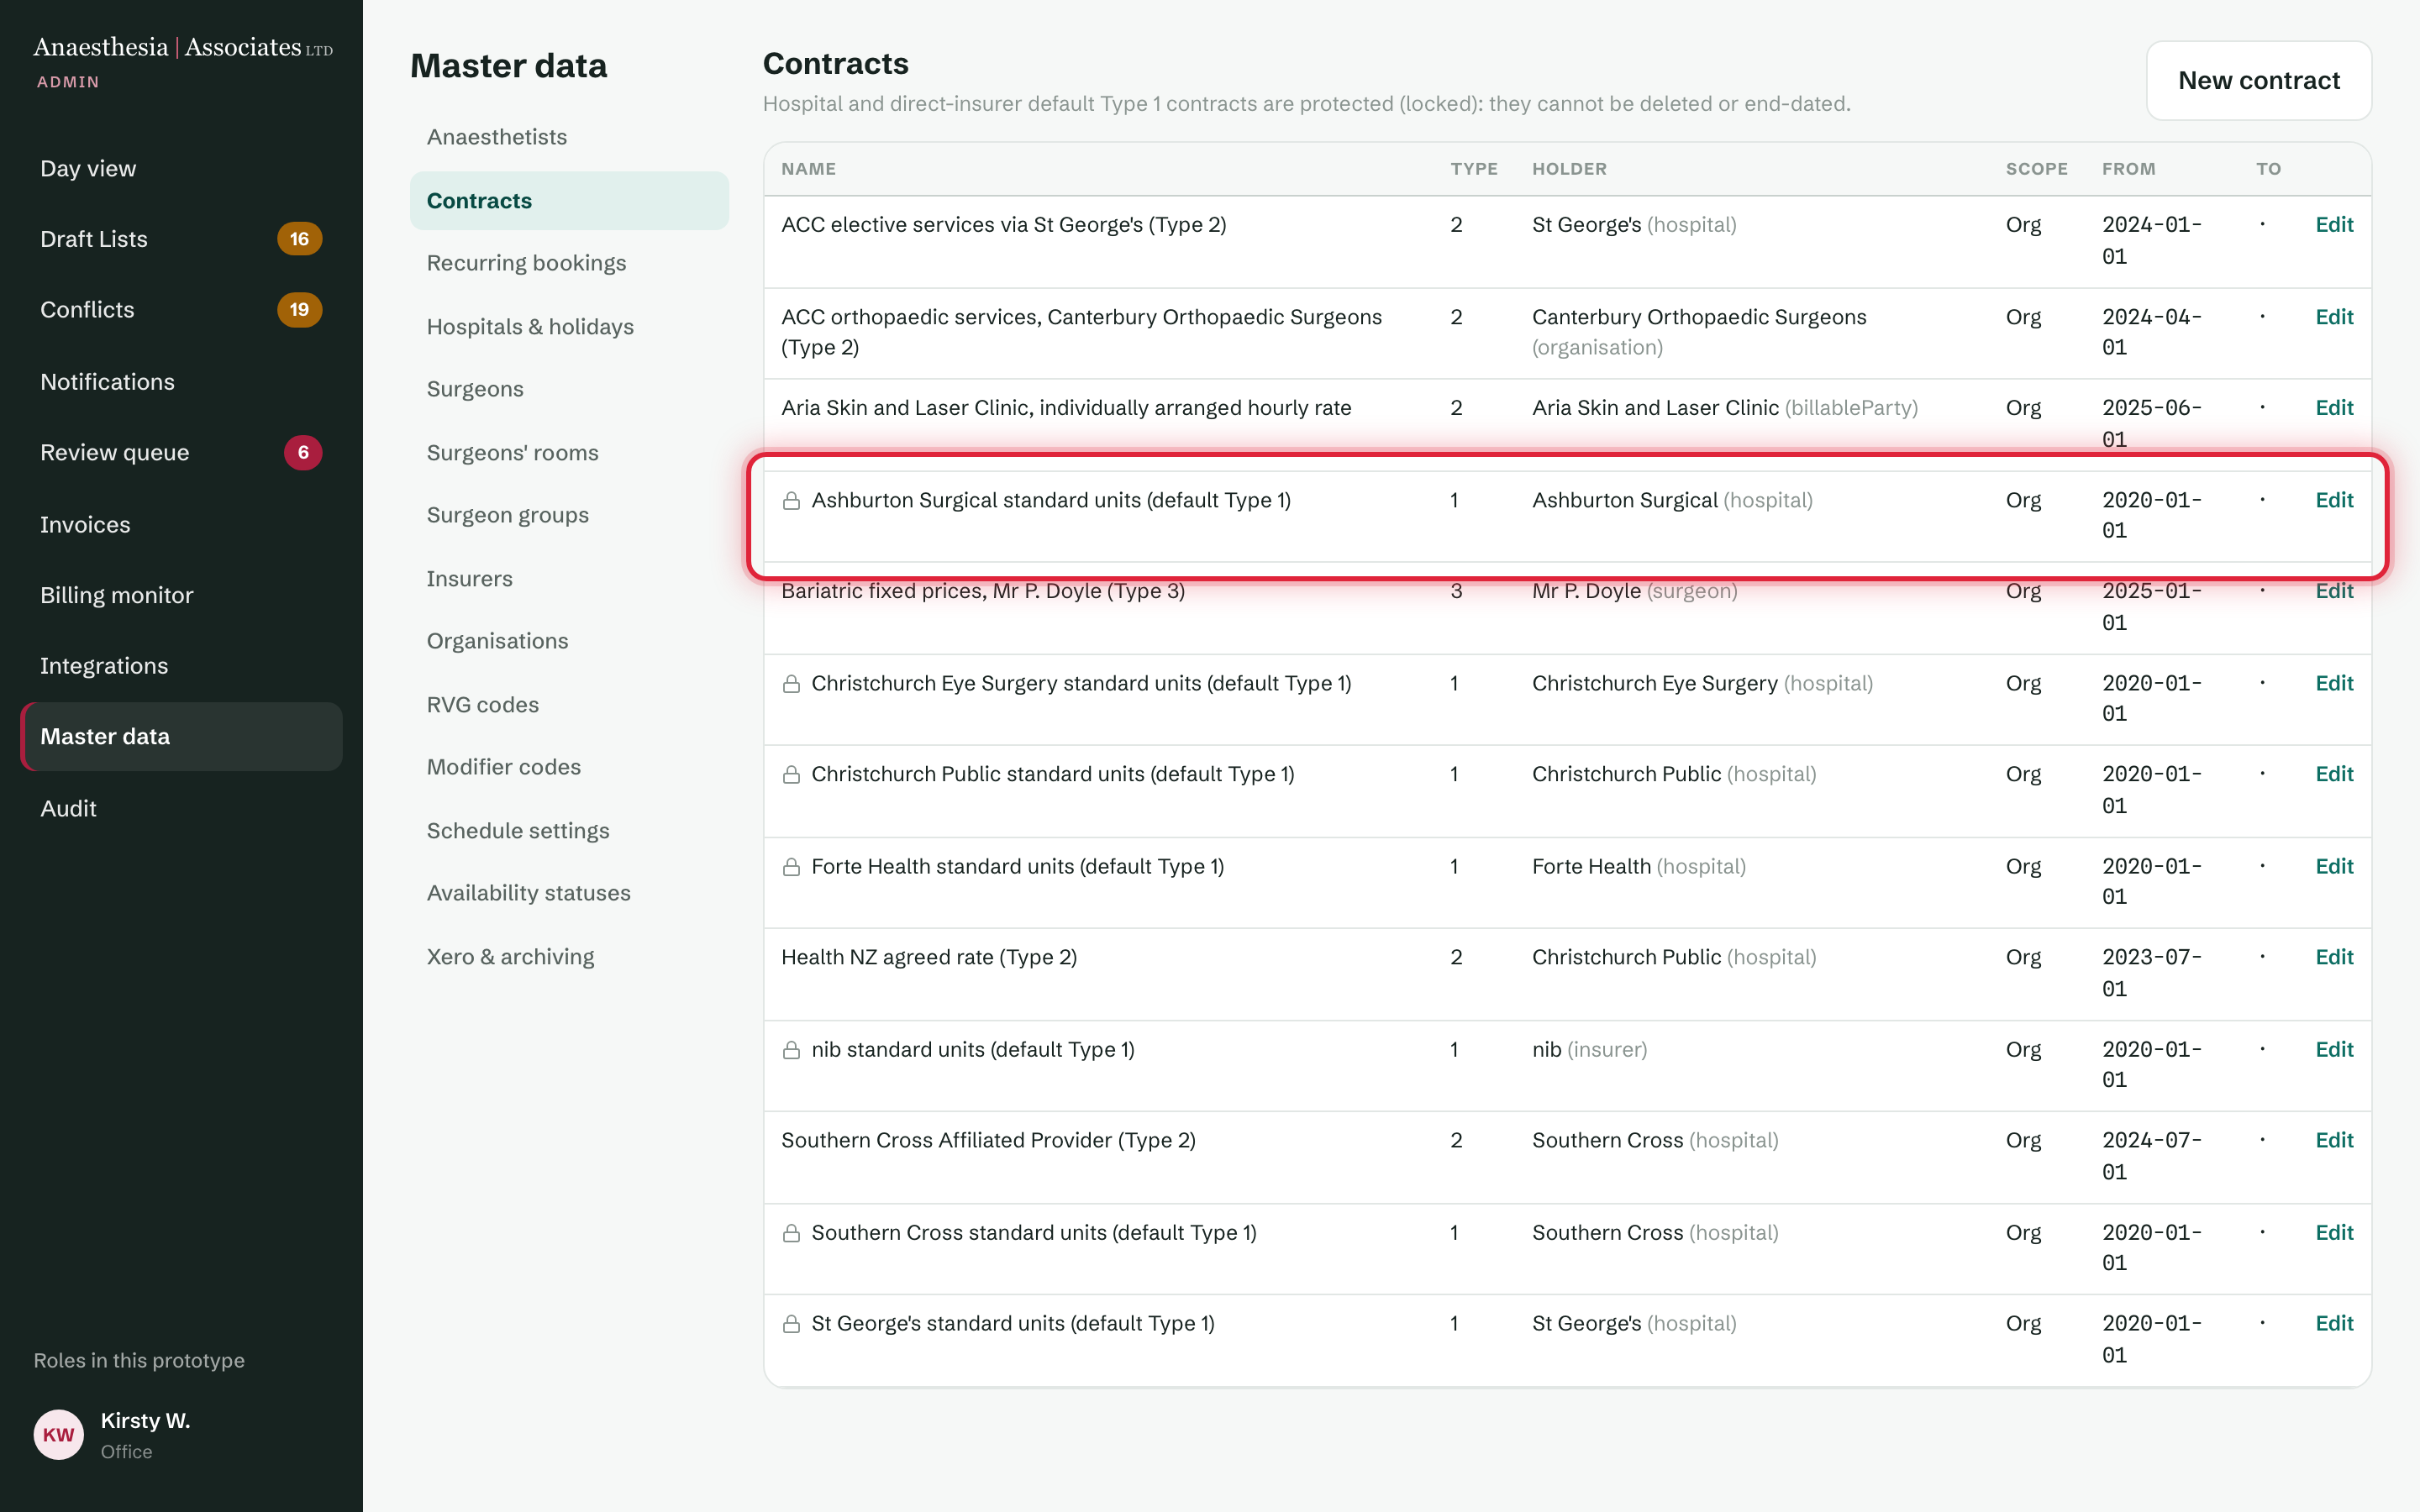 Anaesthesia | Associates LTD
ADMIN
Day view
Draft Lists 16
Conflicts 19
Notifications
Review queue 6
Invoices
Billing monitor
Integrations
Master data
Audit
Roles in this prototype
KW
Kirsty W.
Office
Master data
Anaesthetists
Contracts
Recurring bookings
Hospitals & holidays
Surgeons
Surgeons' rooms
Surgeon groups
Insurers
Organisations
RVG codes
Modifier codes
Schedule settings
Availability statuses
Xero & archiving
Contracts
Hospital and direct-insurer default Type 1 contracts are protected (locked): they cannot be deleted or end-dated.
New contract
NAME TYPE HOLDER SCOPE FROM TO
ACC elective services via St George's (Type 2) 2 St George's (hospital) Org 2024-01- · Edit
01
ACC orthopaedic services, Canterbury Orthopaedic Surgeons 2 Canterbury Orthopaedic Surgeons Org 2024-04- · Edit
(Type 2) (organisation) 01
Aria Skin and Laser Clinic, individually arranged hourly rate 2 Aria Skin and Laser Clinic (billableParty) Org 2025-06- · Edit
01
Ashburton Surgical standard units (default Type 1) 1 Ashburton Surgical (hospital) Org 2020-01- · Edit
01
Bariatric fixed prices, Mr P. Doyle (Type 3) 3 Mr P. Doyle (surgeon) Org 2025-01- · Edit
01
Christchurch Eye Surgery standard units (default Type 1) 1 Christchurch Eye Surgery (hospital) Org 2020-01- · Edit
01
Christchurch Public standard units (default Type 1) 1 Christchurch Public (hospital) Org 2020-01- · Edit
01
Forte Health standard units (default Type 1) 1 Forte Health (hospital) Org 2020-01- · Edit
01
Health NZ agreed rate (Type 2) 2 Christchurch Public (hospital) Org 2023-07- · Edit
01
nib standard units (default Type 1) 1 nib (insurer) Org 2020-01- · Edit
01
Southern Cross Affiliated Provider (Type 2) 2 Southern Cross (hospital) Org 2024-07- · Edit
01
Southern Cross standard units (default Type 1) 1 Southern Cross (hospital) Org 2020-01- · Edit
01
St George's standard units (default Type 1) 1 St George's (hospital) Org 2020-01- · Edit
01